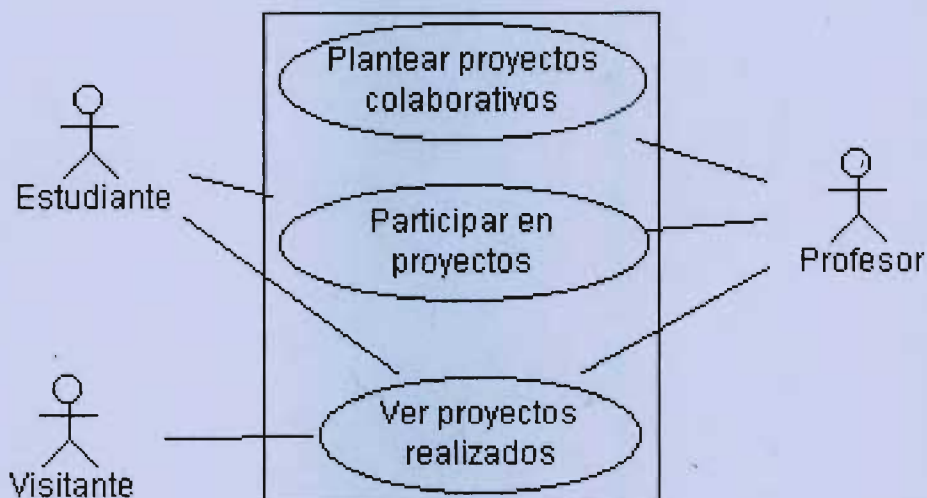 Plantear proyectos
colaborativos
Estudiante
Participar en
proyectos
Profesor
Ver proyectos
realizados
Visitante